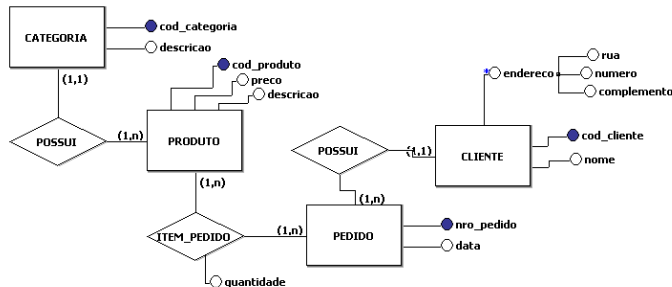 cod_categoria
CATEGORIA
descricao
rua
(1,1)
cod_produto
* endereco
numero
preco
complemento
descricao
POSSUI
(1,n)
PRODUTO
cod_cliente
POSSUI
(1,1)
CLIENTE
nome
(1,n)
(1,n)
nro_pedido
ITEM_PEDIDO
(1,n)
PEDIDO
data
quantidade